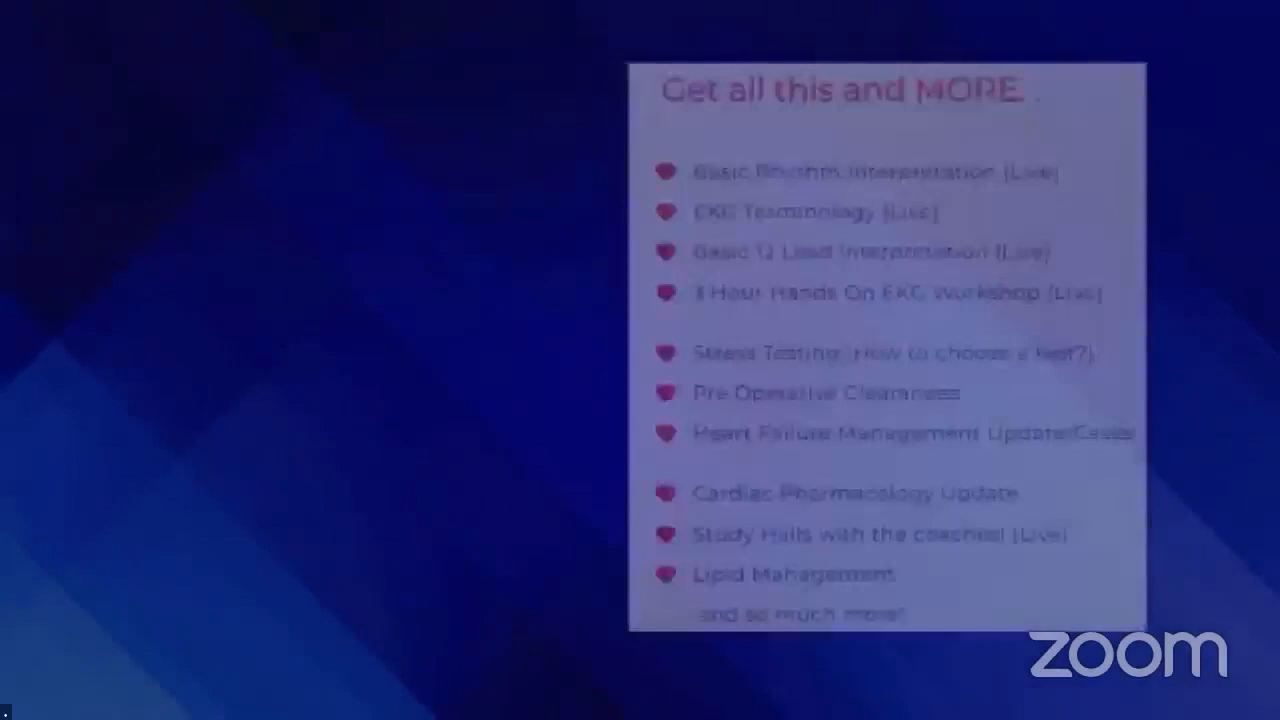 Get all this and MORE
Basic Rhythm Interpretation (Live)
EKG Terminology (Live)
Basic 12 Lead Interpretation (Live)
Hour Hands On EKG Workshop (Live)
Stress Testing (How to choose a test?)
Pre Operative Clearances
Heart Failure Management Update/Cases
Cardiac Pharmacology Update
Study Halls with the coaches! (Live)
Lipid Management
and so much more!
zoom